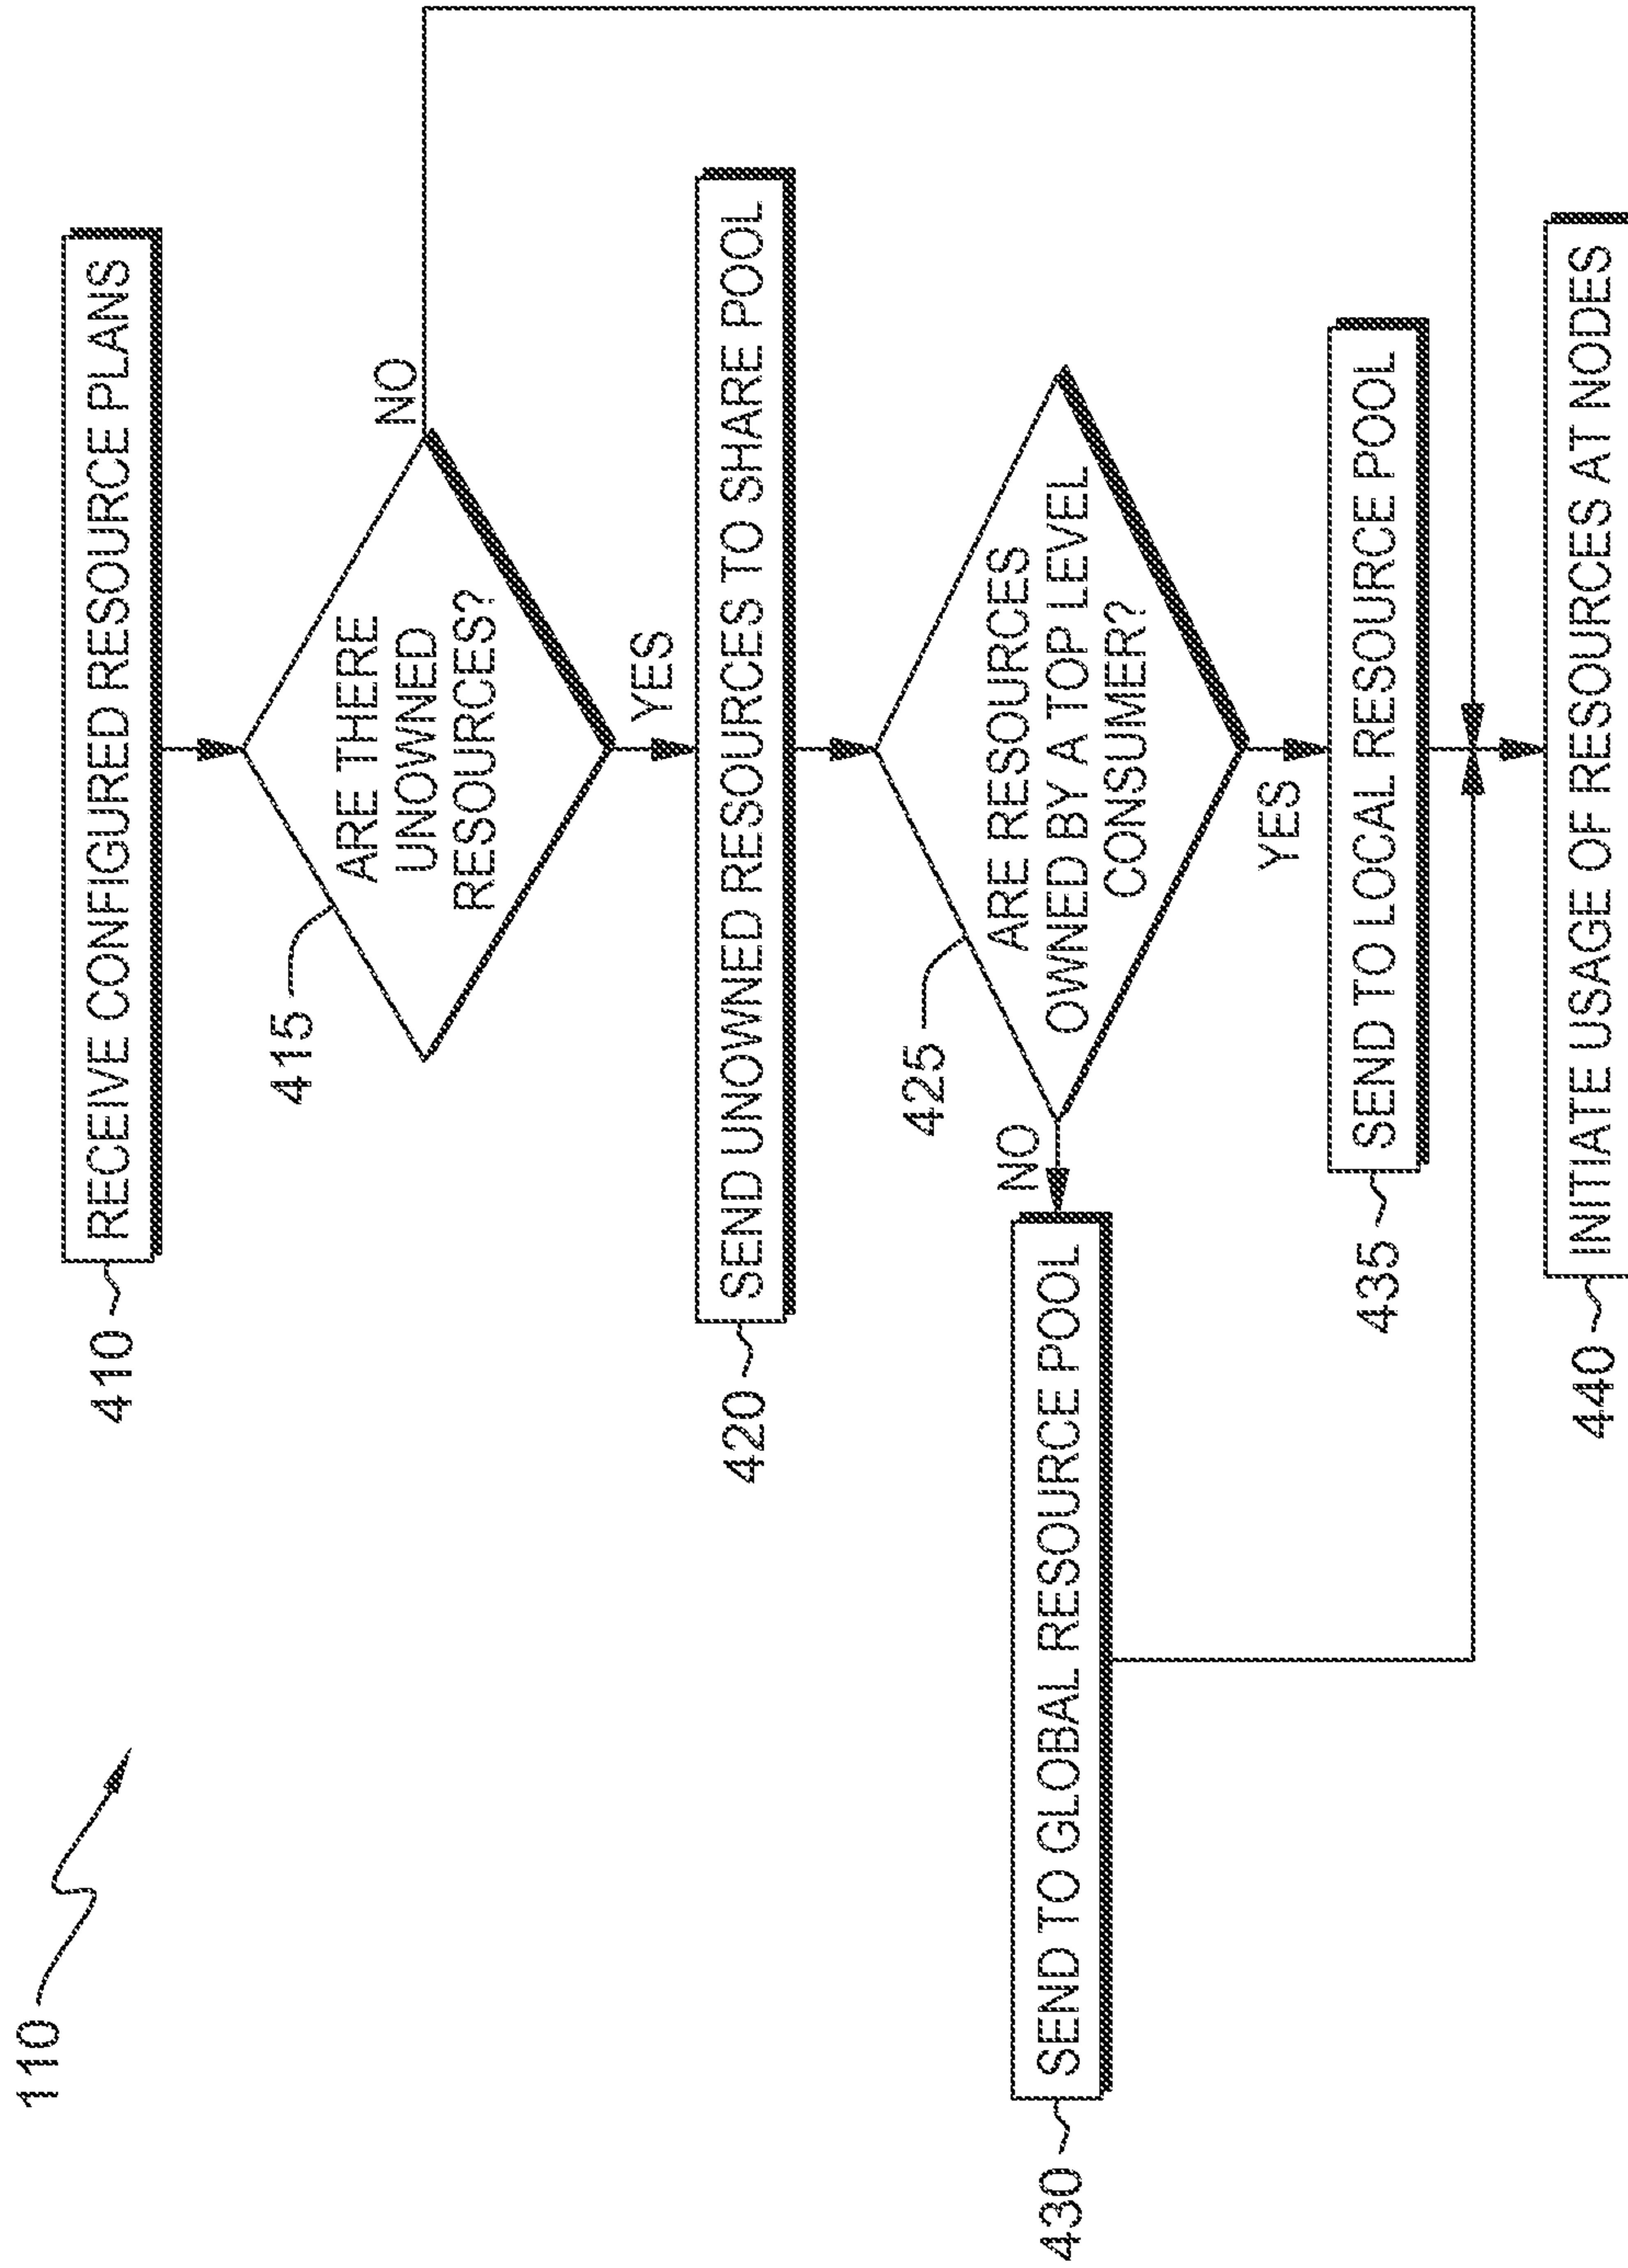 110
410
RECEIVE CONFIGURED RESOURCE PLANS
415
ARE THERE
UNOWNED
RESOURCES?
NO
YES
420
SEND UNOWNED RESOURCES TO SHARE POOL
425
ARE RESOURCES
OWNED BY A TOP LEVEL
CONSUMER?
NO
YES
430
SEND TO GLOBAL RESOURCE POOL
435
SEND TO LOCAL RESOURCE POOL
440
INITIATE USAGE OF RESOURCES AT NODES